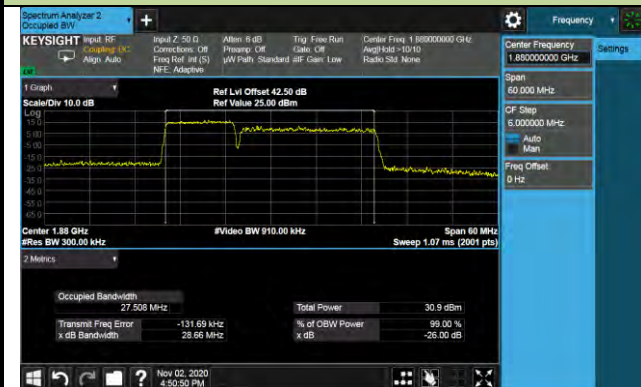 Spectrum Analyzer 2
Occupied BW
+
Frequency
KEYSIGHT
Input: RF
Coupling: DC
Align: Auto
Input Z: 50 Ω
Corrections: Off
Freq Ref: Int (S)
NFE: Adaptive
Atten: 6 dB
Preamp: Off
µW Path: Standard
Trig: Free Run
Gate: Off
#IF Gain: Low
Center Freq: 1.880000000 GHz
Avg|Hold:>10/10
Radio Std: None
Center Frequency
1.880000000 GHz
Settings
Span
60.000 MHz
CF Step
6.000000 MHz
Auto
Man
Freq Offset
0 Hz
1 Graph
Scale/Div 10.0 dB
Ref Lvl Offset 42.50 dB
Ref Value 25.00 dBm
Log
15.0
5.00
-5.00
-15.0
-25.0
-35.0
-45.0
-55.0
-65.0
Center 1.88 GHz
#Video BW 910.00 kHz
Span 60 MHz
#Res BW 300.00 kHz
Sweep 1.07 ms (2001 pts)
2 Metrics
Occupied Bandwidth
27.508 MHz
Total Power
30.9 dBm
Transmit Freq Error
-131.69 kHz
% of OBW Power
99.00 %
x dB Bandwidth
28.66 MHz
x dB
-26.00 dB
?
Nov 02, 2020
4:50:50 PM